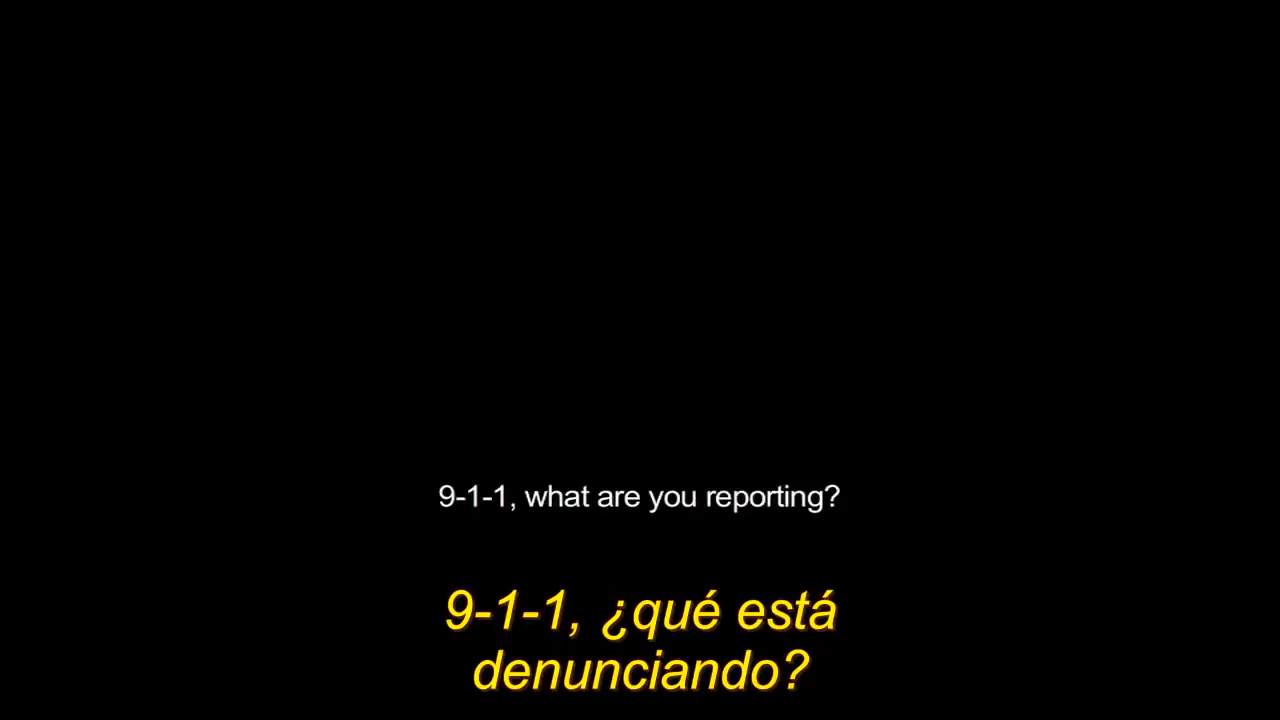 9-1-1, what are you reporting?
9-1-1, ¿qué está
denunciando?